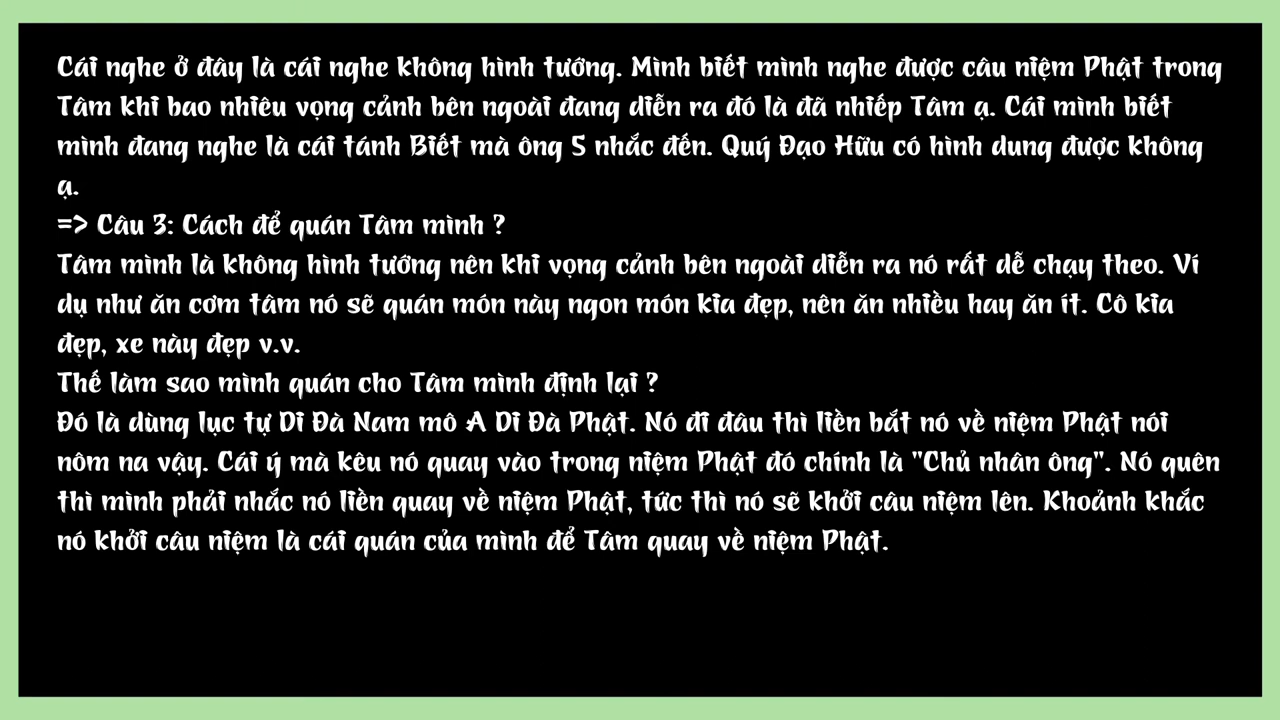 Cái nghe ở đây là cái nghe không hình tướng. Mình biết mình nghe được câu niệm Phật trong
Tâm khi bao nhiêu vọng cảnh bên ngoài đang diễn ra đó là đã nhiếp Tâm ạ. Cái mình biết
mình đang nghe là cái tánh Biết mà ông 5 nhắc đến. Quý Đạo Hữu có hình dung được không
ạ.
=> Câu 3: Cách để quán Tâm mình ?
Tâm mình là không hình tướng nên khi vọng cảnh bên ngoài diễn ra nó rất dễ chạy theo. Ví
dụ như ăn cơm tâm nó sẽ quán món này ngon món kia đẹp, nên ăn nhiều hay ăn ít. Cô kia
đẹp, xe này đẹp v.v.
Thế làm sao mình quán cho Tâm mình định lại ?
Đó là dùng lục tự Di Đà Nam mô A Di Đà Phật. Nó đi đâu thì liền bắt nó về niệm Phật nói
nôm na vậy. Cái ý mà kêu nó quay vào trong niệm Phật đó chính là "Chủ nhân ông". Nó quên
thì mình phải nhắc nó liền quay về niệm Phật, tức thì nó sẽ khởi câu niệm lên. Khoảnh khắc
nó khởi câu niệm là cái quán của mình để Tâm quay về niệm Phật.